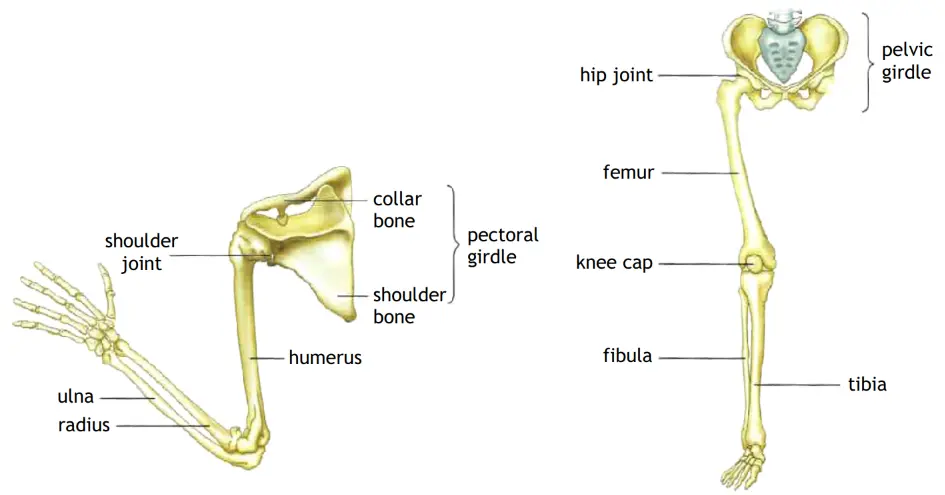 collar
bone
shoulder
joint
pectoral
girdle
shoulder
bone
humerus
ulna
radius
pelvic
girdle
hip joint
femur
knee cap
fibula
tibia